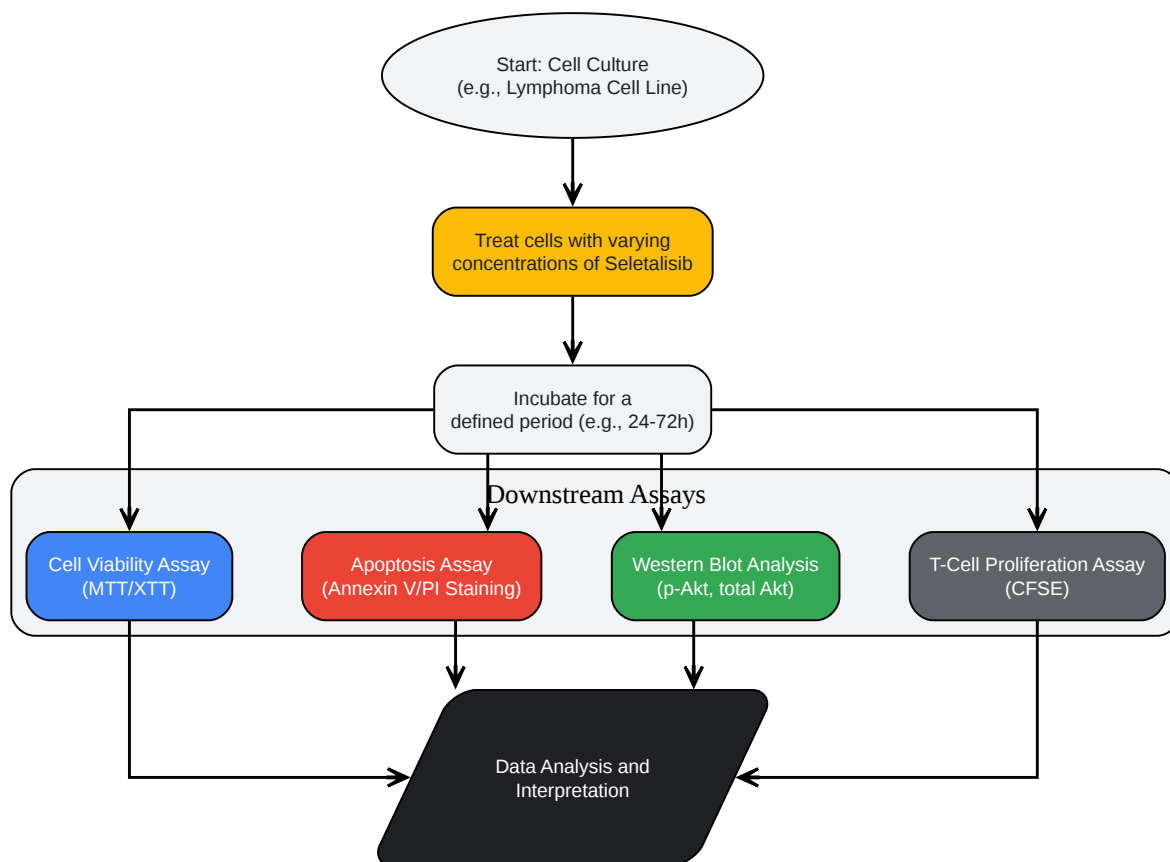 Start: Cell Culture
(e.g., Lymphoma Cell Line)
Treat cells with varying
concentrations of Seletalisib
Incubate for a
defined period (e.g., 24-72h)
Downstream Assays
Cell Viability Assay
(MTT/XTT)
Apoptosis Assay
(Annexin V/PI Staining)
Western Blot Analysis
(p-Akt, total Akt)
T-Cell Proliferation Assay
(CFSE)
Data Analysis and
Interpretation